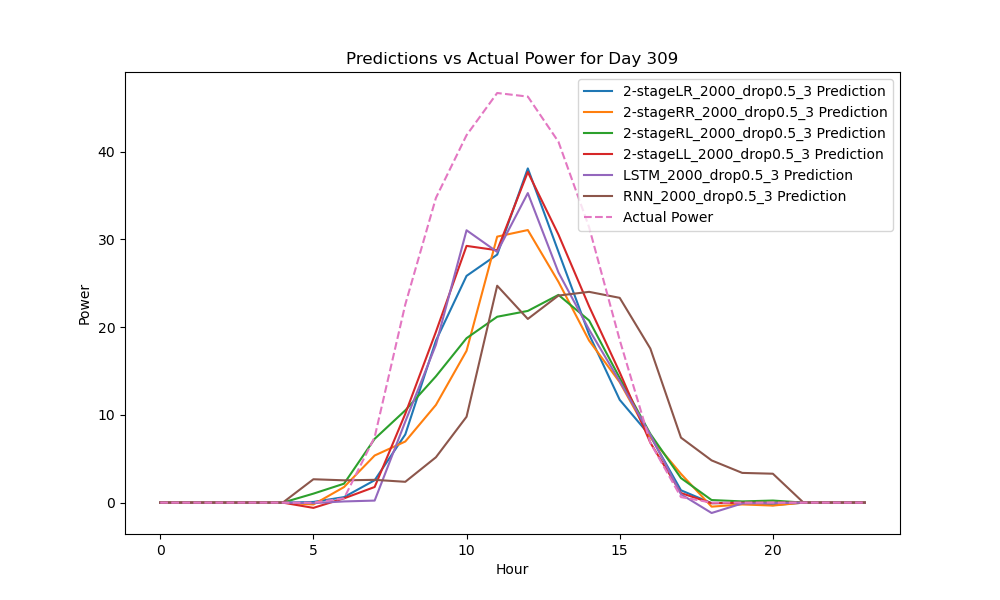 Predictions vs Actual Power for Day 309
2-stageLR_2000_drop0.5_3 Prediction
2-stageRR_2000_drop0.5_3 Prediction
2-stageRL_2000_drop0.5_3 Prediction
2-stageLL_2000_drop0.5_3 Prediction
LSTM_2000_drop0.5_3 Prediction
RNN_2000_drop0.5_3 Prediction
Actual Power
Power
40
30
20
10
0
0 5 10 15 20
Hour